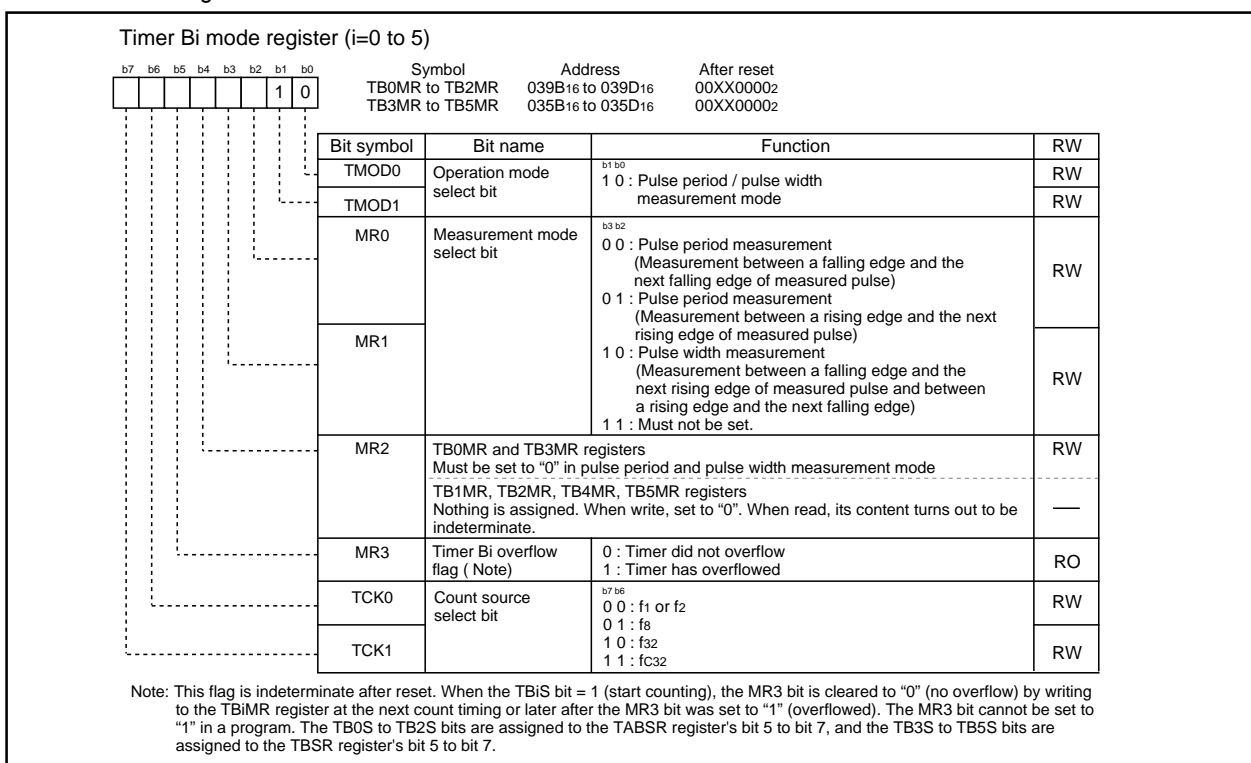 Timer Bi mode register (i=0 to 5)
b7 b6 b5 b4 b3 b2 b1 b0
1 0
Symbol Address After reset
TB0MR to TB2MR 039B16 to 039D16 00XX00002
TB3MR to TB5MR 035B16 to 035D16 00XX00002
Bit symbol Bit name Function RW
TMOD0 Operation mode select bit
b1 b0
1 0 : Pulse period / pulse width
measurement mode
RW
TMOD1 RW
MR0 Measurement mode
select bit
b3 b2
0 0 : Pulse period measurement
(Measurement between a falling edge and the
next falling edge of measured pulse)
RW
0 1 : Pulse period measurement
(Measurement between a rising edge and the next
rising edge of measured pulse)
MR1
1 0 : Pulse width measurement
(Measurement between a falling edge and the
next rising edge of measured pulse and between
a rising edge and the next falling edge)
1 1 : Must not be set.
RW
MR2 TB0MR and TB3MR registers
Must be set to “0” in pulse period and pulse width measurement mode
RW
TB1MR, TB2MR, TB4MR, TB5MR registers
Nothing is assigned. When write, set to “0”. When read, its content turns out to be
indeterminate.
—
MR3 Timer Bi overflow
flag ( Note)
0 : Timer did not overflow
1 : Timer has overflowed
RO
TCK0 Count source
select bit
b7 b6
0 0 : f1 or f2
0 1 : f8
1 0 : f32
1 1 : fC32
RW
TCK1 RW
Note: This flag is indeterminate after reset. When the TBiS bit = 1 (start counting), the MR3 bit is cleared to “0” (no overflow) by writing
to the TBiMR register at the next count timing or later after the MR3 bit was set to “1” (overflowed). The MR3 bit cannot be set to
“1” in a program. The TB0S to TB2S bits are assigned to the TABSR register's bit 5 to bit 7, and the TB3S to TB5S bits are
assigned to the TBSR register's bit 5 to bit 7.